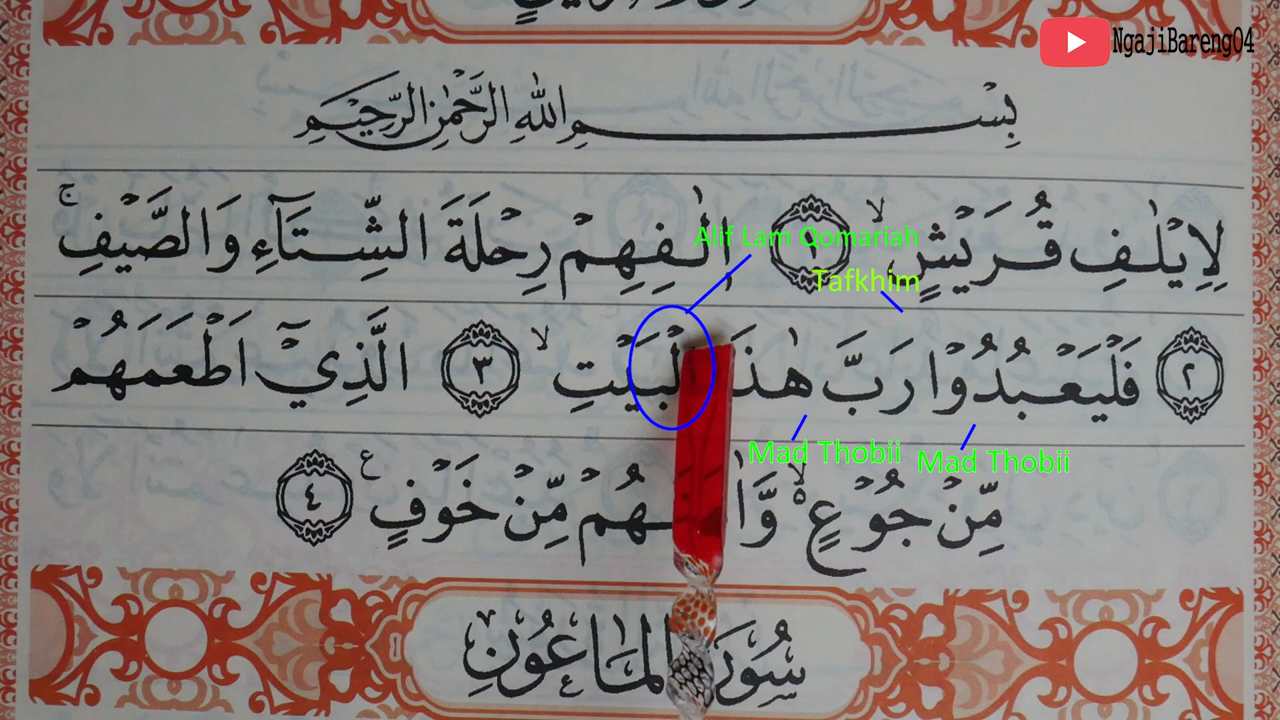 NgajiBareng04
بِسْمِ اللهِ الرَّحْمٰنِ الرَّحِيْمِ
لِاِيْلٰفِ قُرَيْشٍۙ ١ اٖلٰفِهِمْ رِحْلَةَ الشِّتَآءِ وَالصَّيْفِۚ
Alif Lam Qomariah
Tafkhim
٢ فَلْيَعْبُدُوْا رَبَّ هٰذَا الْبَيْتِۙ ٣ الَّذِيْٓ اَطْعَمَهُمْ
Mad Thobii
Mad Thobii
مِّنْ جُوْعٍ ەۙ هُمْ مِّنْ خَوْفٍ ࣖ ٤
سُوْرَةُ الْمَاعُوْنِ